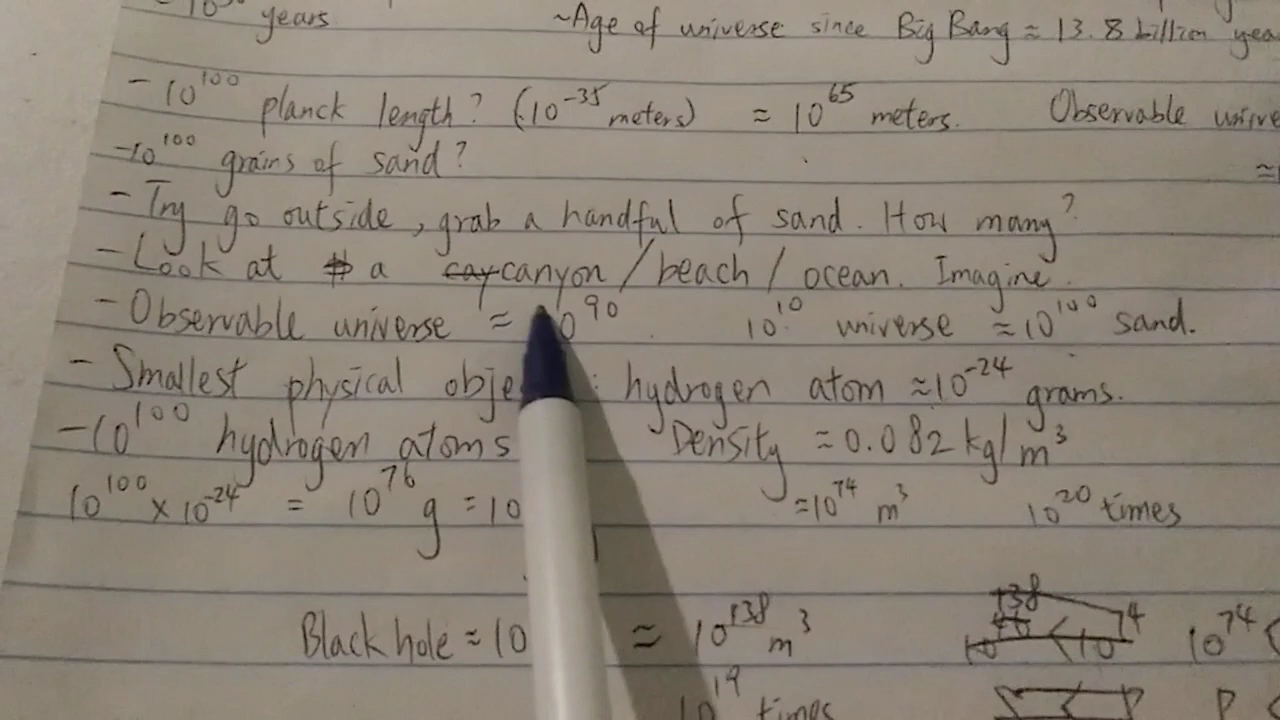 years ~Age of universe since Big Bang ≈ 13.8 billion
- 10^100 planck length? (10^-35 meters) ≈ 10^65 meters. Observable
- 10^100 grains of sand?
- Try go outside, grab a handful of sand. How many?
- Look at a canyon / beach / ocean. Imagine.
- Observable universe ≈ 10^90. 10^10 universe ≈ 10^100 sand.
- Smallest physical : hydrogen atom ≈ 10^-24 grams.
- 10^100 hydrogen atoms Density ≈ 0.082 kg/m^3
10^100 × 10^-24 = 10^76 g = 10 = 10^74 m^3 10^20 times
Black hole ≈ 10 ≈ 10^138 m^3 10^74
10^19 times